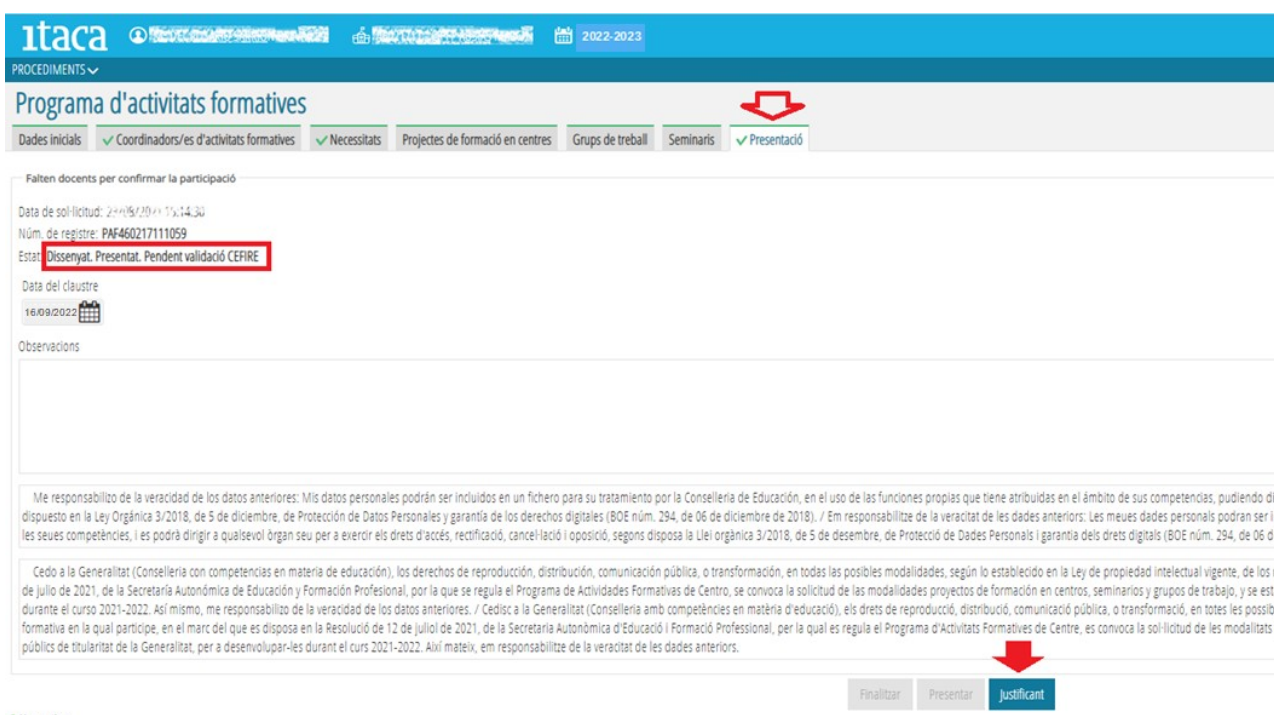 itaca 2022-2023
PROCEDIMENTS
Programa d'activitats formatives
Dades inicials Coordinadors/es d'activitats formatives Necessitats Projectes de formació en centres Grups de treball Seminaris Presentació
Falten docents per confirmar la participació
Data de sol·licitud:
Núm. de registre: PAF460217111059
Estat: Dissenyat. Presentat. Pendent validació CEFIRE
Data del claustre
16/09/2022
Observacions
Me responsabilizo de la veracidad de los datos anteriores: Mis datos personales podrán ser incluidos en un fichero para su tratamiento por la Conselleria de Educación, en el uso de las funciones propias que tiene atribuidas en el ámbito de sus competencias, pudiendo di
dispuesto en la Ley Orgánica 3/2018, de 5 de diciembre, de Protección de Datos Personales y garantía de los derechos digitales (BOE núm. 294, de 06 de diciembre de 2018). / Em responsabilitze de la veracitat de les dades anteriors: Les meues dades personals podran ser i
les seues competències, i es podrà dirigir a qualsevol òrgan seu per a exercir els drets d'accés, rectificació, cancel·lació i oposició, segons disposa la Llei orgànica 3/2018, de 5 de desembre, de Protecció de Dades Personals i garantia dels drets digitals (BOE núm. 294, de 06 d
Cedo a la Generalitat (Conselleria con competencias en materia de educación), los derechos de reproducción, distribución, comunicación pública, o transformación, en todas las posibles modalidades, según lo establecido en la Ley de propiedad intelectual vigente, de los
de julio de 2021, de la Secretaría Autonómica de Educación y Formación Profesional, por la que se regula el Programa de Actividades Formativas de Centro, se convoca la solicitud de las modalidades proyectos de formación en centros, seminarios y grupos de trabajo, y se est
durante el curso 2021-2022. Así mismo, me responsabilizo de la veracidad de los datos anteriores. / Cedisc a la Generalitat (Conselleria amb competències en matèria d'educació), els drets de reproducció, distribució, comunicació pública, o transformació, en totes les possib
formativa en la qual participe, en el marc del que es disposa en la Resolució de 12 de juliol de 2021, de la Secretaria Autonòmica d'Educació i Formació Professional, per la qual es regula el Programa d'Activitats Formatives de Centre, es convoca la sol·licitud de les modalitats
públics de titularitat de la Generalitat, per a desenvolupar-les durant el curs 2021-2022. Així mateix, em responsabilitze de la veracitat de les dades anteriors.
Finalitzar Presentar Justificant